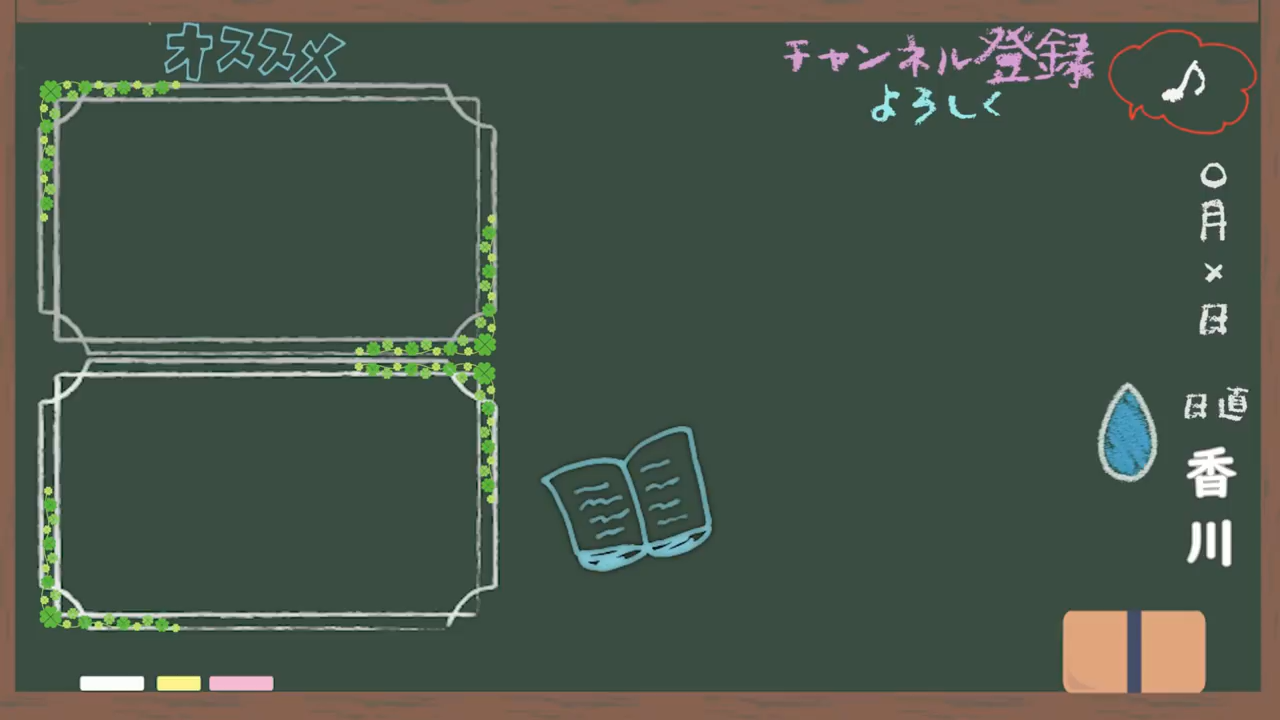 オススメ
チャンネル登録
よろしく
〇月×日
日直
香川